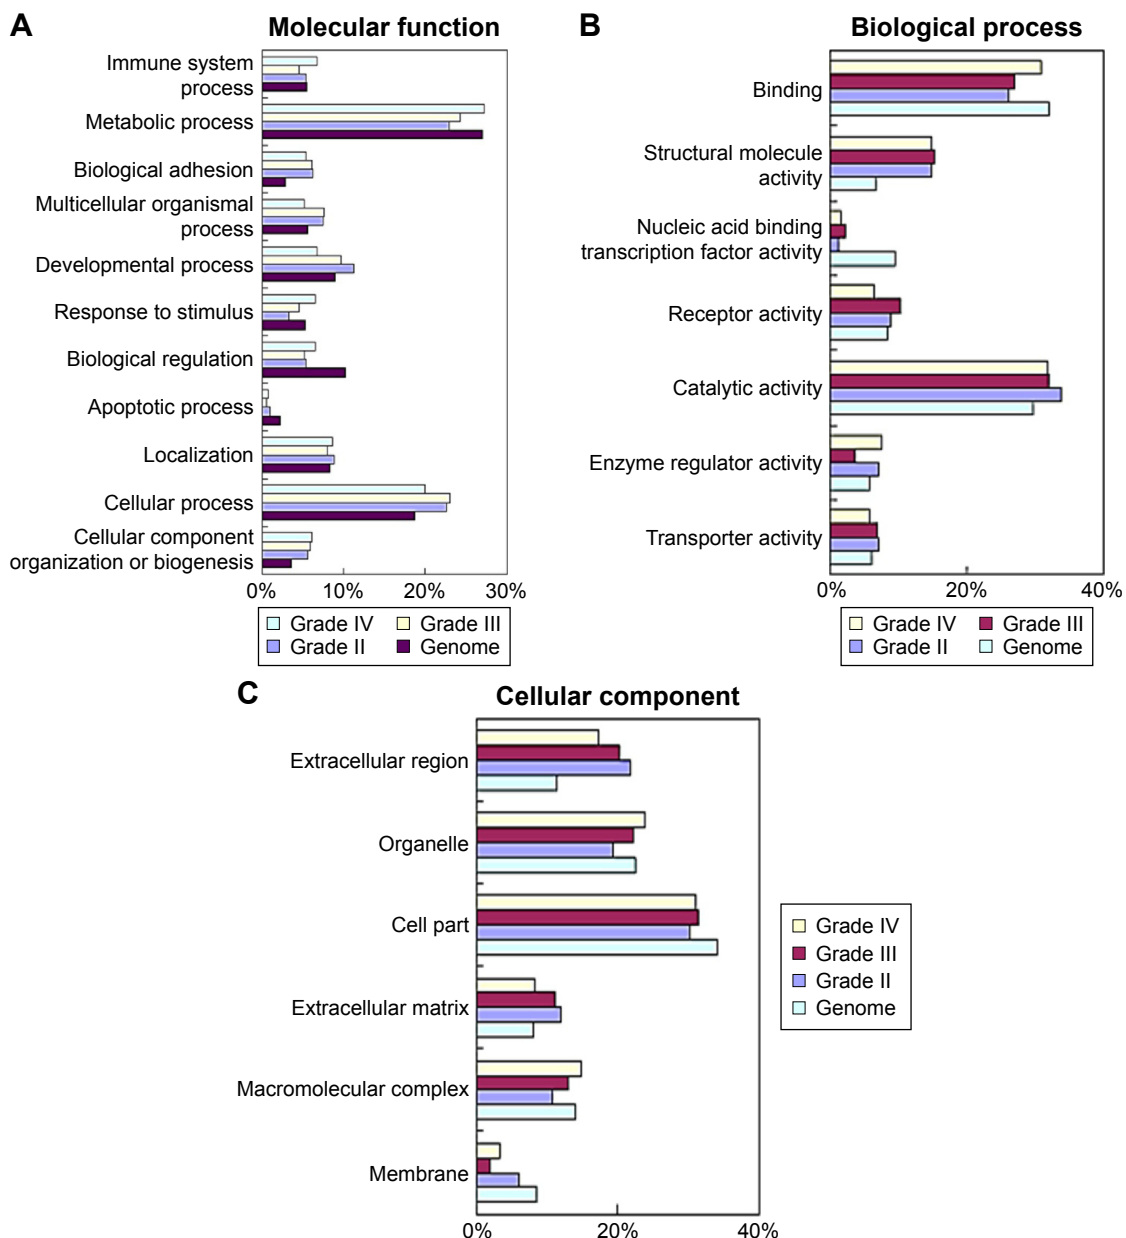 A
Molecular function
Immune system
process
Metabolic process
Biological adhesion
Multicellular organismal
process
Developmental process
Response to stimulus
Biological regulation
Apoptotic process
Localization
Cellular process
Cellular component
organization or biogenesis
0% 10% 20% 30%
Grade IV Grade III
Grade II Genome
B
Biological process
Binding
Structural molecule
activity
Nucleic acid binding
transcription factor activity
Receptor activity
Catalytic activity
Enzyme regulator activity
Transporter activity
0% 20% 40%
Grade IV Grade III
Grade II Genome
C
Cellular component
Extracellular region
Organelle
Cell part
Extracellular matrix
Macromolecular complex
Membrane
0% 20% 40%
Grade IV
Grade III
Grade II
Genome